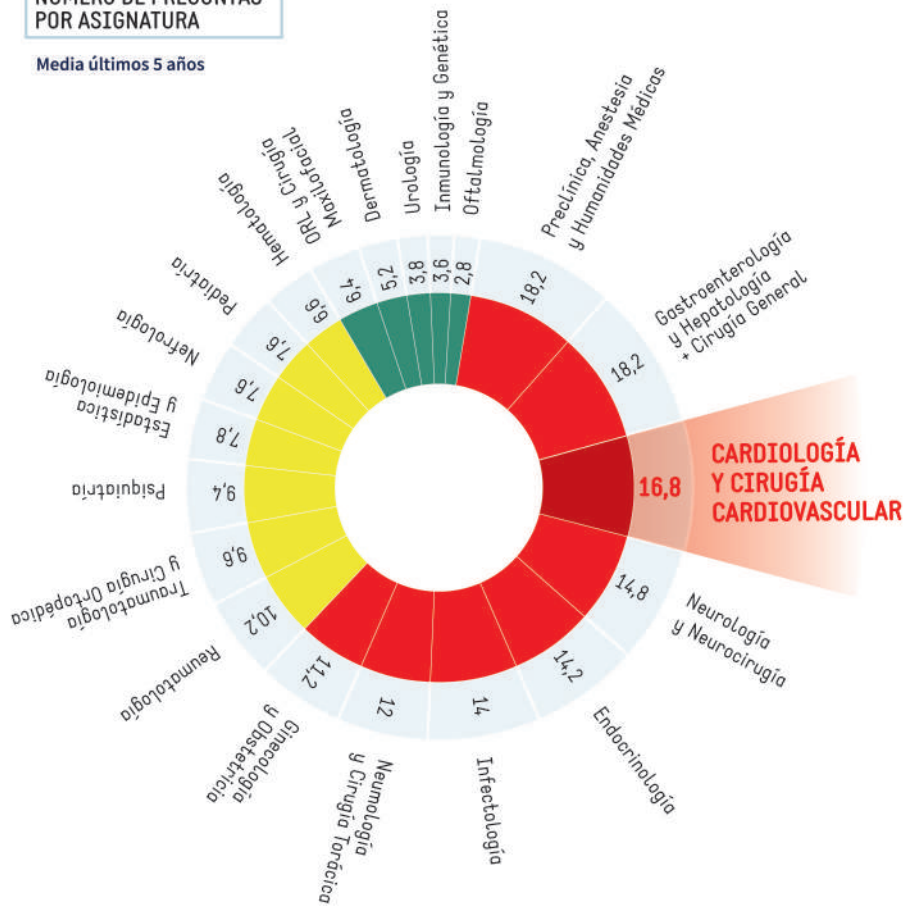 NÚMERO DE PREGUNTAS
POR ASIGNATURA
Media últimos 5 años
Preclínica, Anestesia
y Humanidades Médicas
18,2
Gastroenterología
y Hepatología
+ Cirugía General
18,2
CARDIOLOGÍA
Y CIRUGÍA
CARDIOVASCULAR
16,8
Neurología
y Neurocirugía
14,8
Endocrinología
14,2
Infectología
14
Neumología
y Cirugía Torácica
12
Ginecología
y Obstetricia
11,2
Reumatología
10,2
Traumatología
y Cirugía Ortopédica
9,6
Psiquiatría
9,4
Estadística
y Epidemiología
7,8
Nefrología
7,6
Pediatría
7,6
Hematología
6,6
ORL y Cirugía
Maxilofacial
6,4
Dermatología
5,2
Urología
3,8
Inmunología y Genética
3,6
Oftalmología
2,8